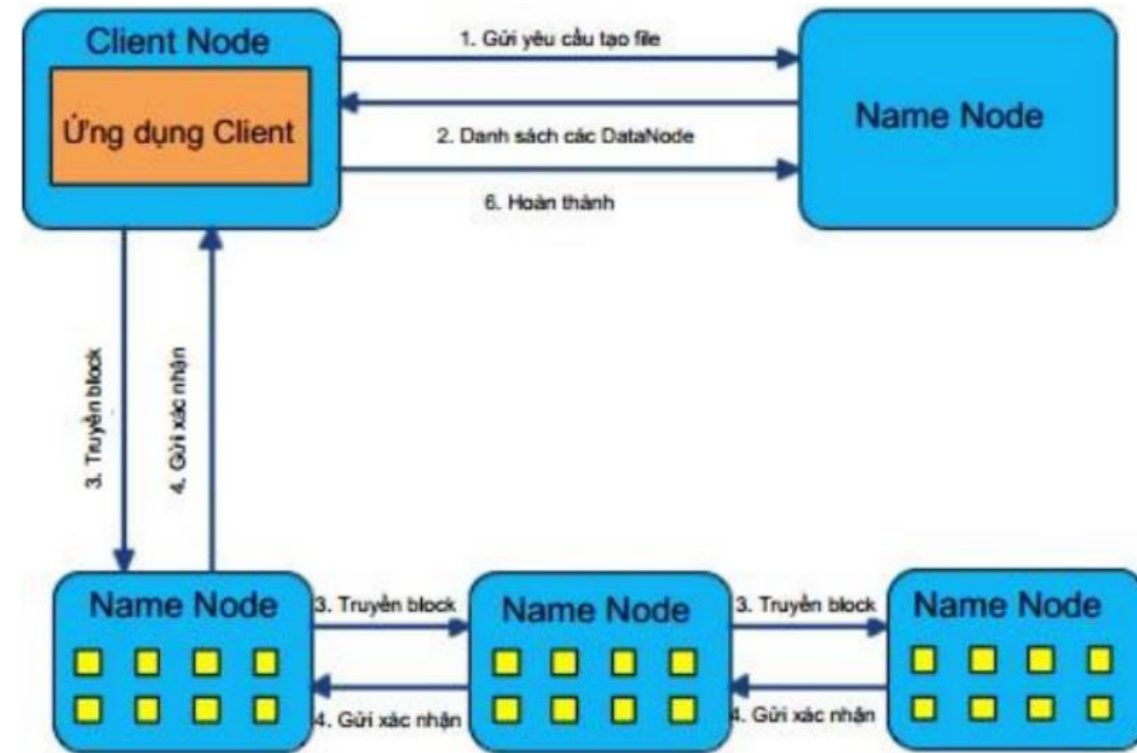 Client Node
Ứng dụng Client
1. Gửi yêu cầu tạo file
2. Danh sách các DataNode
6. Hoàn thành
Name Node
3. Truyền block
4. Gửi xác nhận
Name Node
3. Truyền block
4. Gửi xác nhận
Name Node
3. Truyền block
4. Gửi xác nhận
Name Node